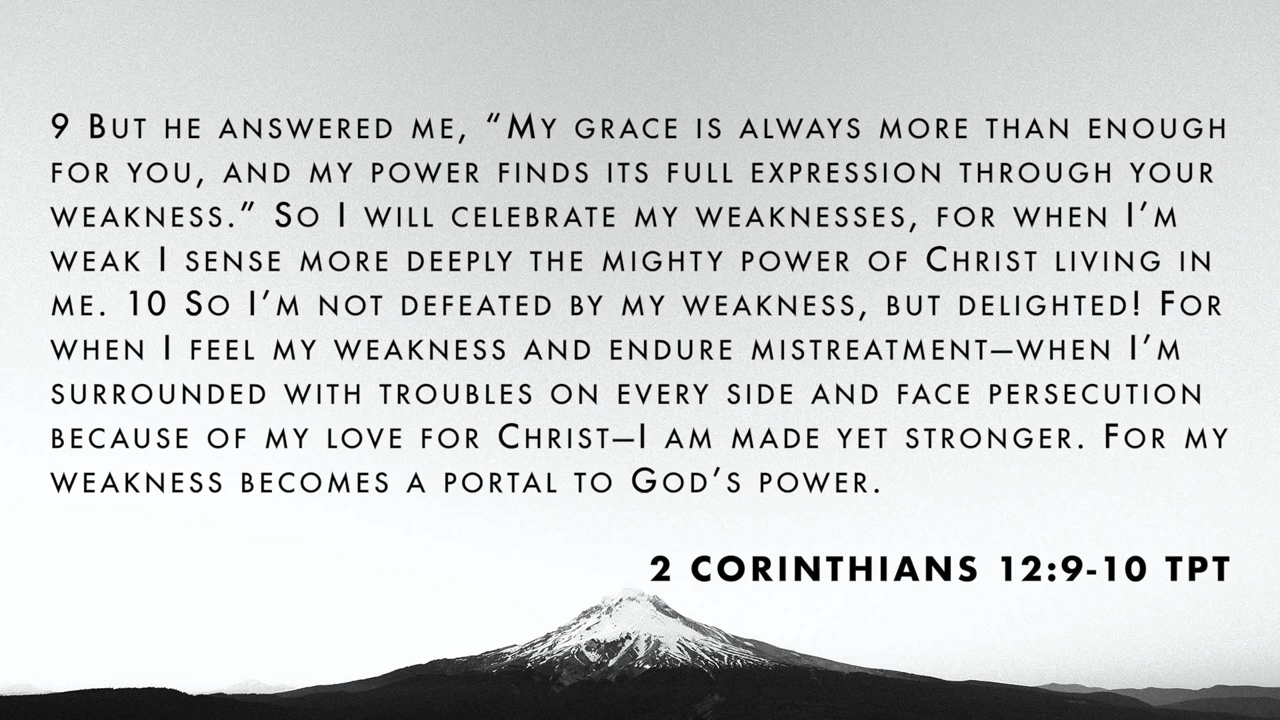 9 But he answered me, “My grace is always more than enough
for you, and my power finds its full expression through your
weakness.” So I will celebrate my weaknesses, for when I’m
weak I sense more deeply the mighty power of Christ living in
me. 10 So I’m not defeated by my weakness, but delighted! For
when I feel my weakness and endure mistreatment—when I’m
surrounded with troubles on every side and face persecution
because of my love for Christ—I am made yet stronger. For my
weakness becomes a portal to God’s power.
2 CORINTHIANS 12:9-10 TPT